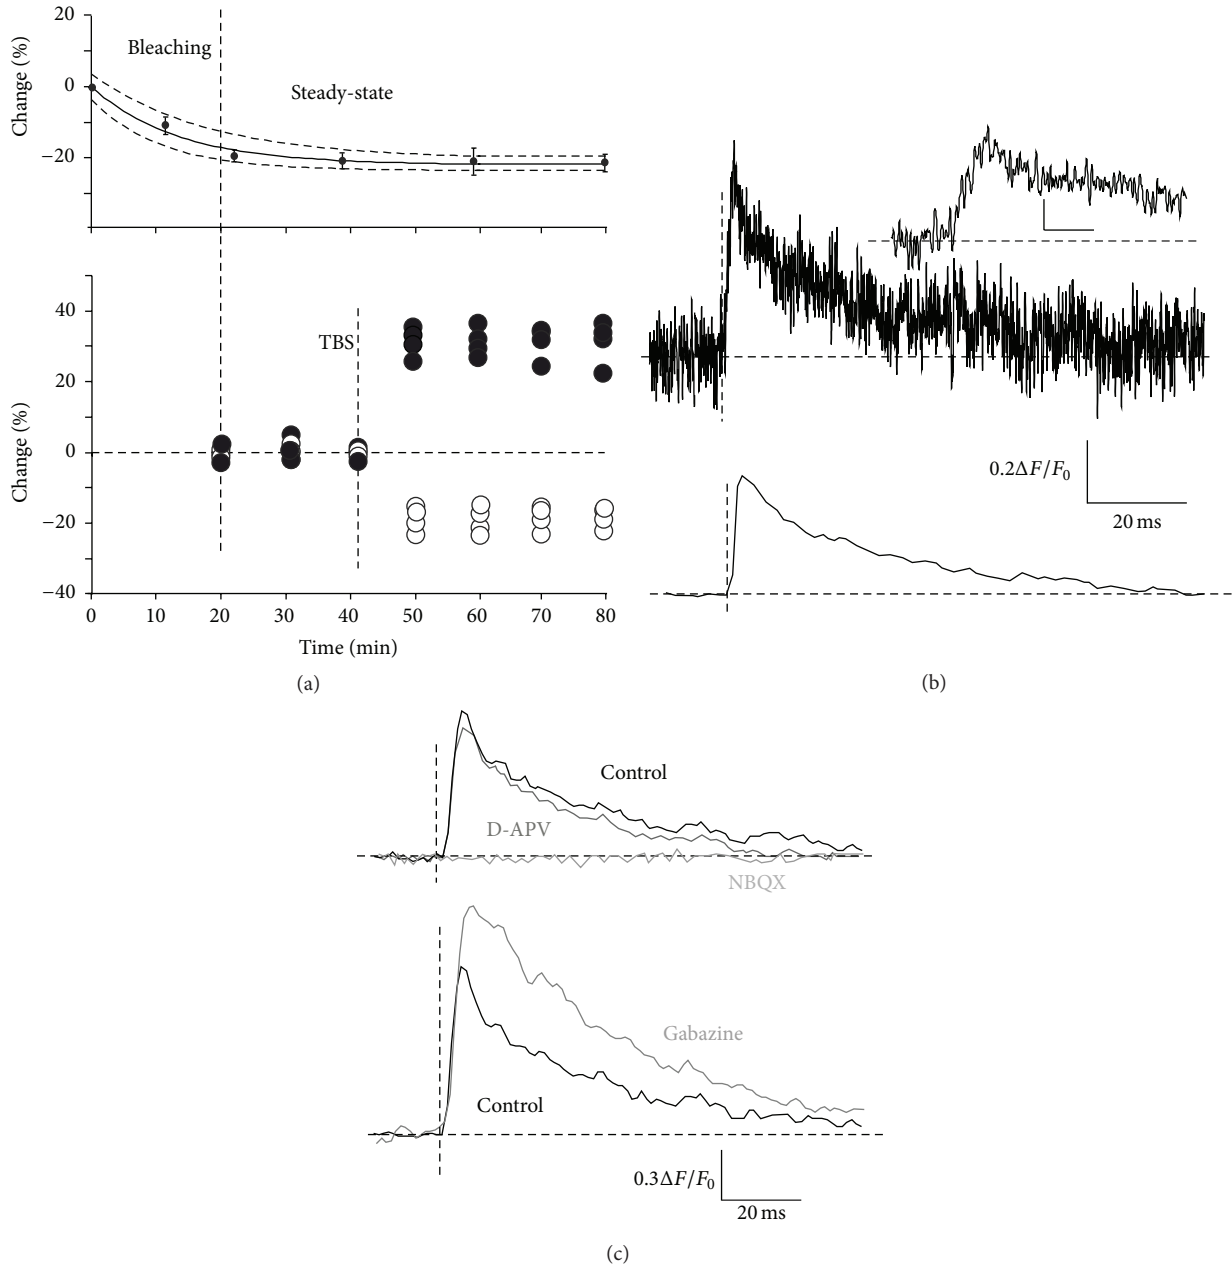 20
0
−20
Change (%)
Bleaching
Steady-state
40
20
0
−20
−40
Change (%)
TBS
0 10 20 30 40 50 60 70 80
Time (min)
(a)
0.2ΔF/F0
20 ms
(b)
Control
D-APV
NBQX
Gabazine
Control
0.3ΔF/F0
20 ms
(c)